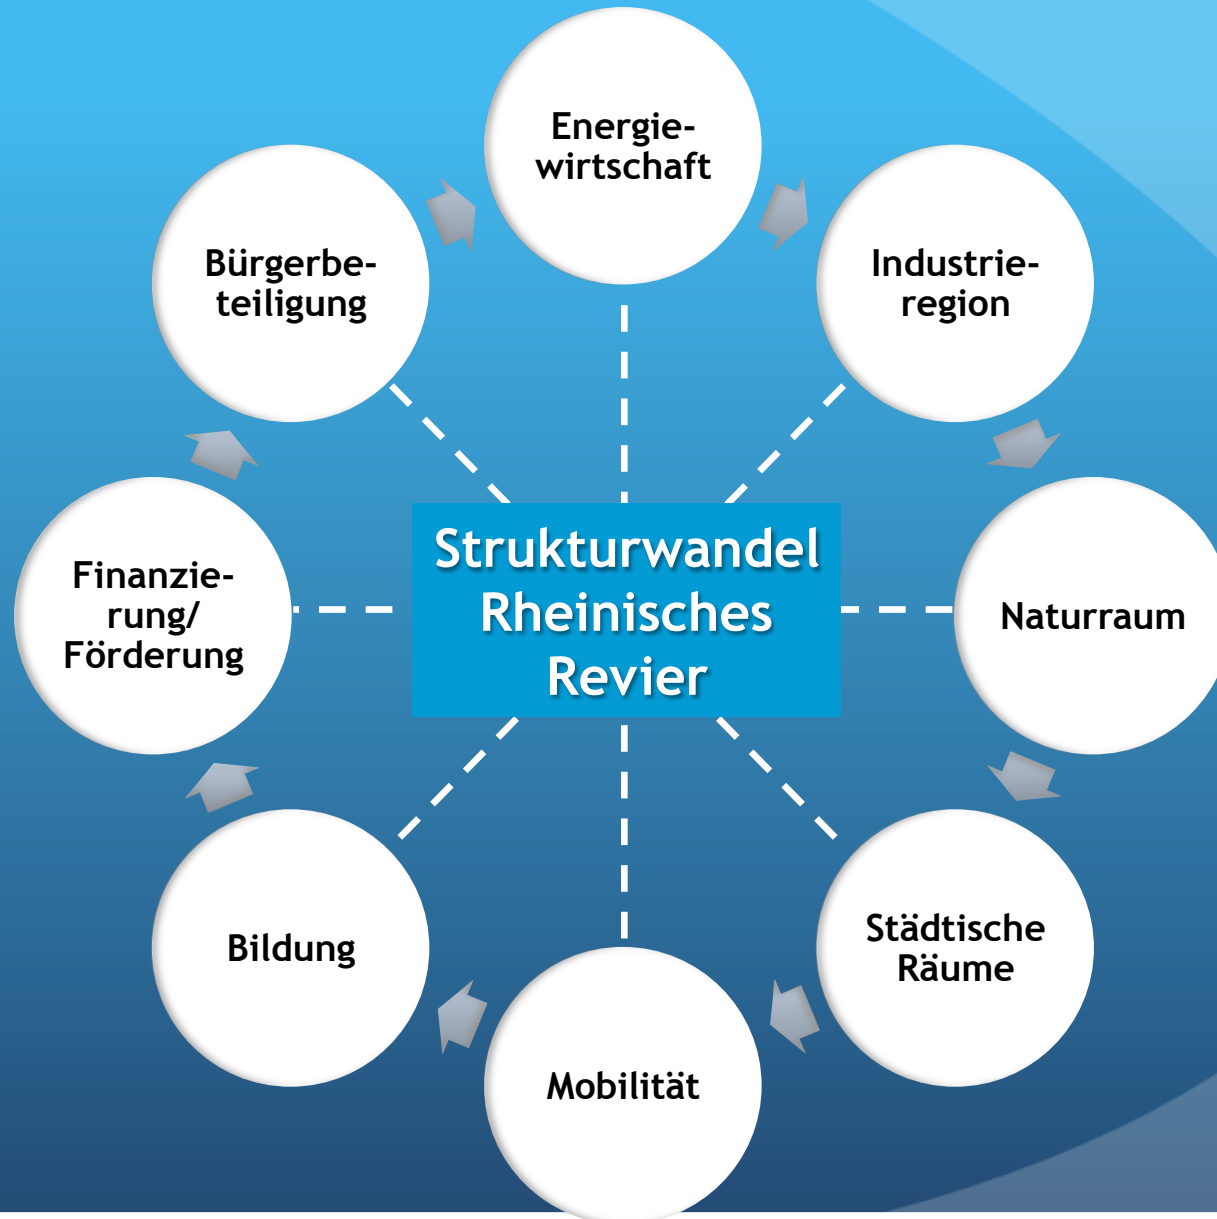 Energie-
wirtschaft
Industrie-
region
Naturraum
Städtische
Räume
Mobilität
Bildung
Finanzie-
rung/
Förderung
Bürgerbe-
teiligung
Strukturwandel
Rheinisches
Revier